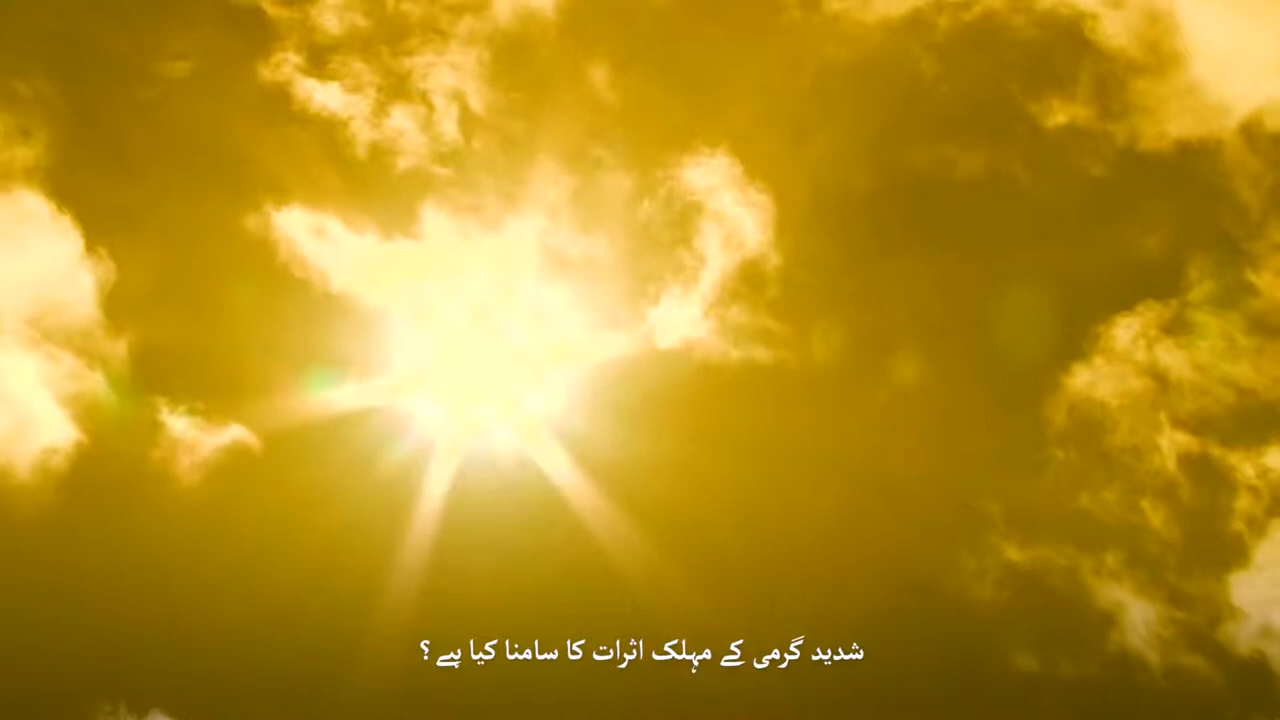 شدید گرمی کے مہلک اثرات کا سامنا کیا ہے ؟